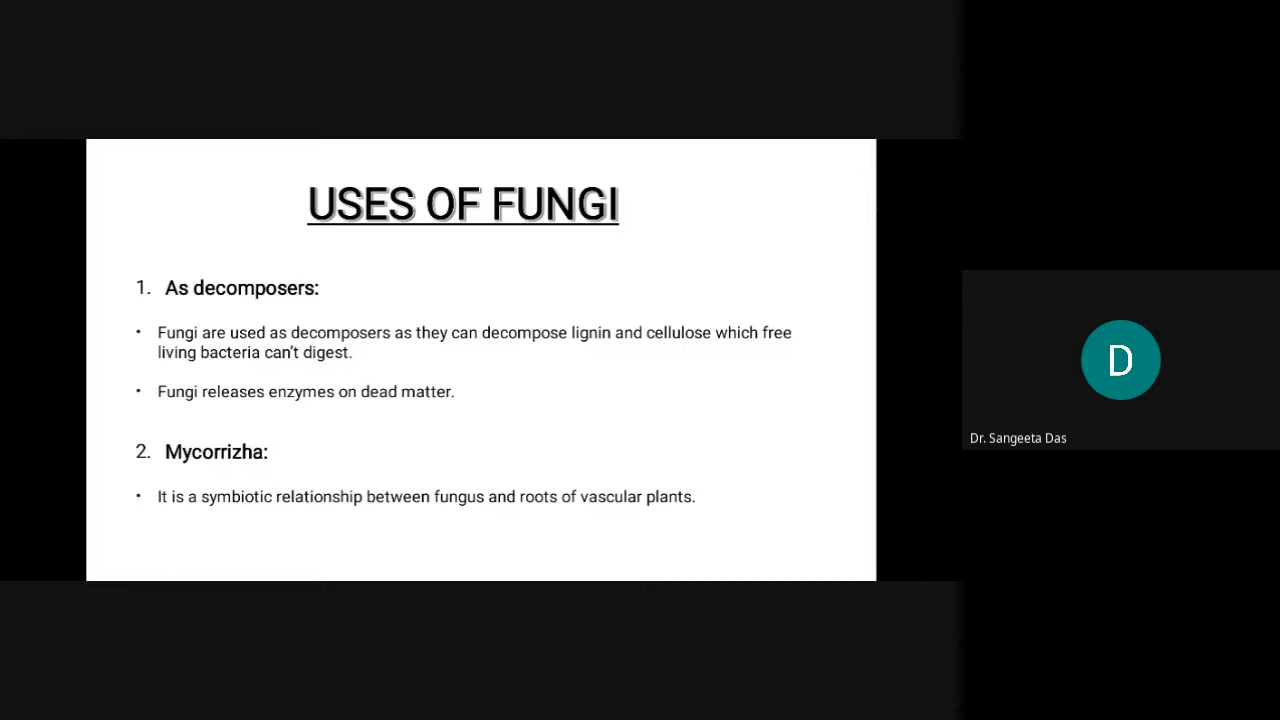 USES OF FUNGI
1. As decomposers:
• Fungi are used as decomposers as they can decompose lignin and cellulose which free
living bacteria can't digest.
• Fungi releases enzymes on dead matter.
2. Mycorrizha:
• It is a symbiotic relationship between fungus and roots of vascular plants.
D
Dr. Sangeeta Das